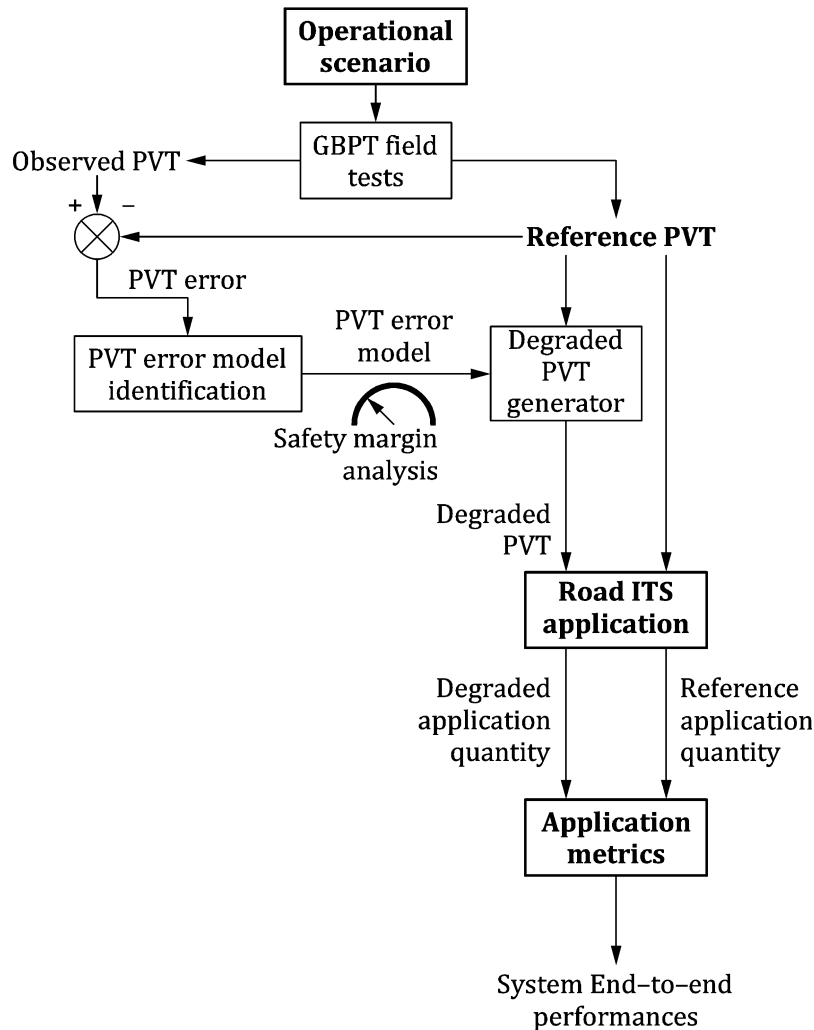 Operational
scenario
GBPT field
tests
Observed PVT
+ −
Reference PVT
PVT error
PVT error model
identification
PVT error
model
Degraded
PVT
generator
Safety margin
analysis
Degraded
PVT
Road ITS
application
Degraded
application
quantity
Reference
application
quantity
Application
metrics
System End–to–end
performances